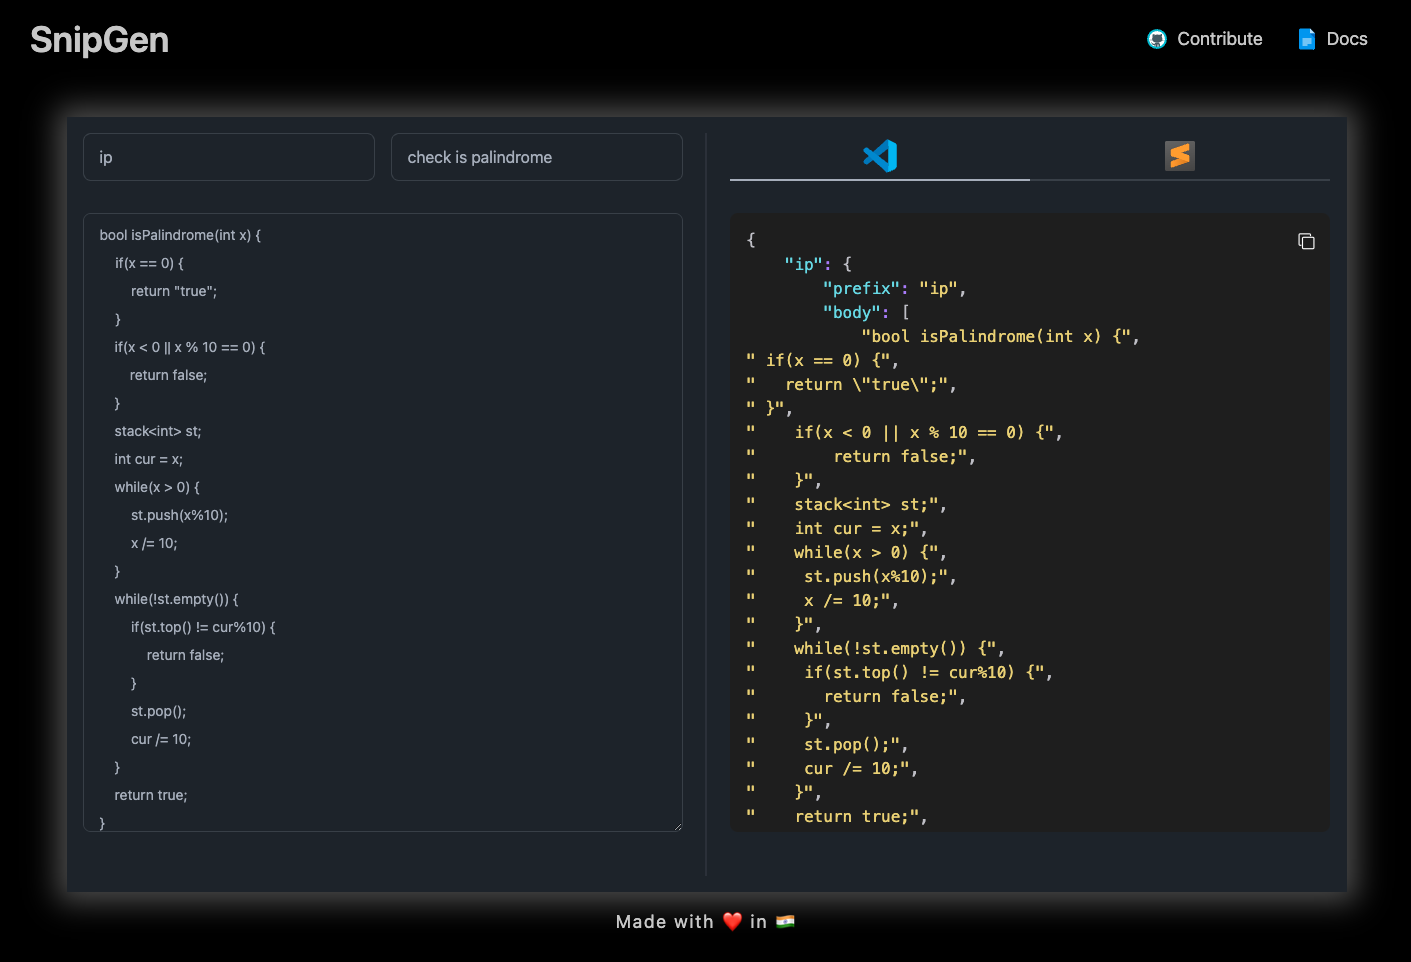 SnipGen
Contribute
Docs
ip
check is palindrome
bool isPalindrome(int x) {
    if(x == 0) {
        return "true";
    }
    if(x < 0 || x % 10 == 0) {
        return false;
    }
    stack<int> st;
    int cur = x;
    while(x > 0) {
        st.push(x%10);
        x /= 10;
    }
    while(!st.empty()) {
        if(st.top() != cur%10) {
            return false;
        }
        st.pop();
        cur /= 10;
    }
    return true;
}
{
    "ip": {
        "prefix": "ip",
        "body": [
            "bool isPalindrome(int x) {",
" if(x == 0) {",
"   return \"true\";",
" }",
"    if(x < 0 || x % 10 == 0) {",
"        return false;",
"    }",
"    stack<int> st;",
"    int cur = x;",
"    while(x > 0) {",
"     st.push(x%10);",
"     x /= 10;",
"    }",
"    while(!st.empty()) {",
"     if(st.top() != cur%10) {",
"       return false;",
"     }",
"     st.pop();",
"     cur /= 10;",
"    }",
"    return true;",
Made with ❤️ in 🇮🇳